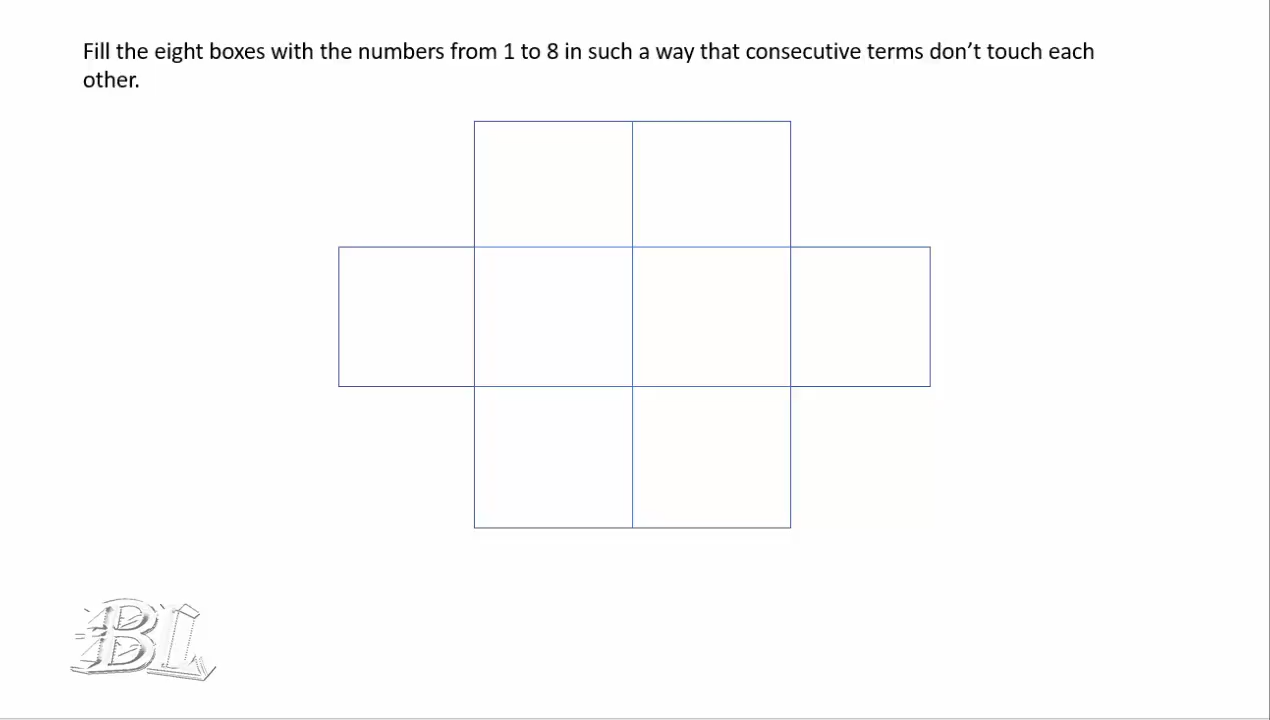 Fill the eight boxes with the numbers from 1 to 8 in such a way that consecutive terms don’t touch each
other.
BL